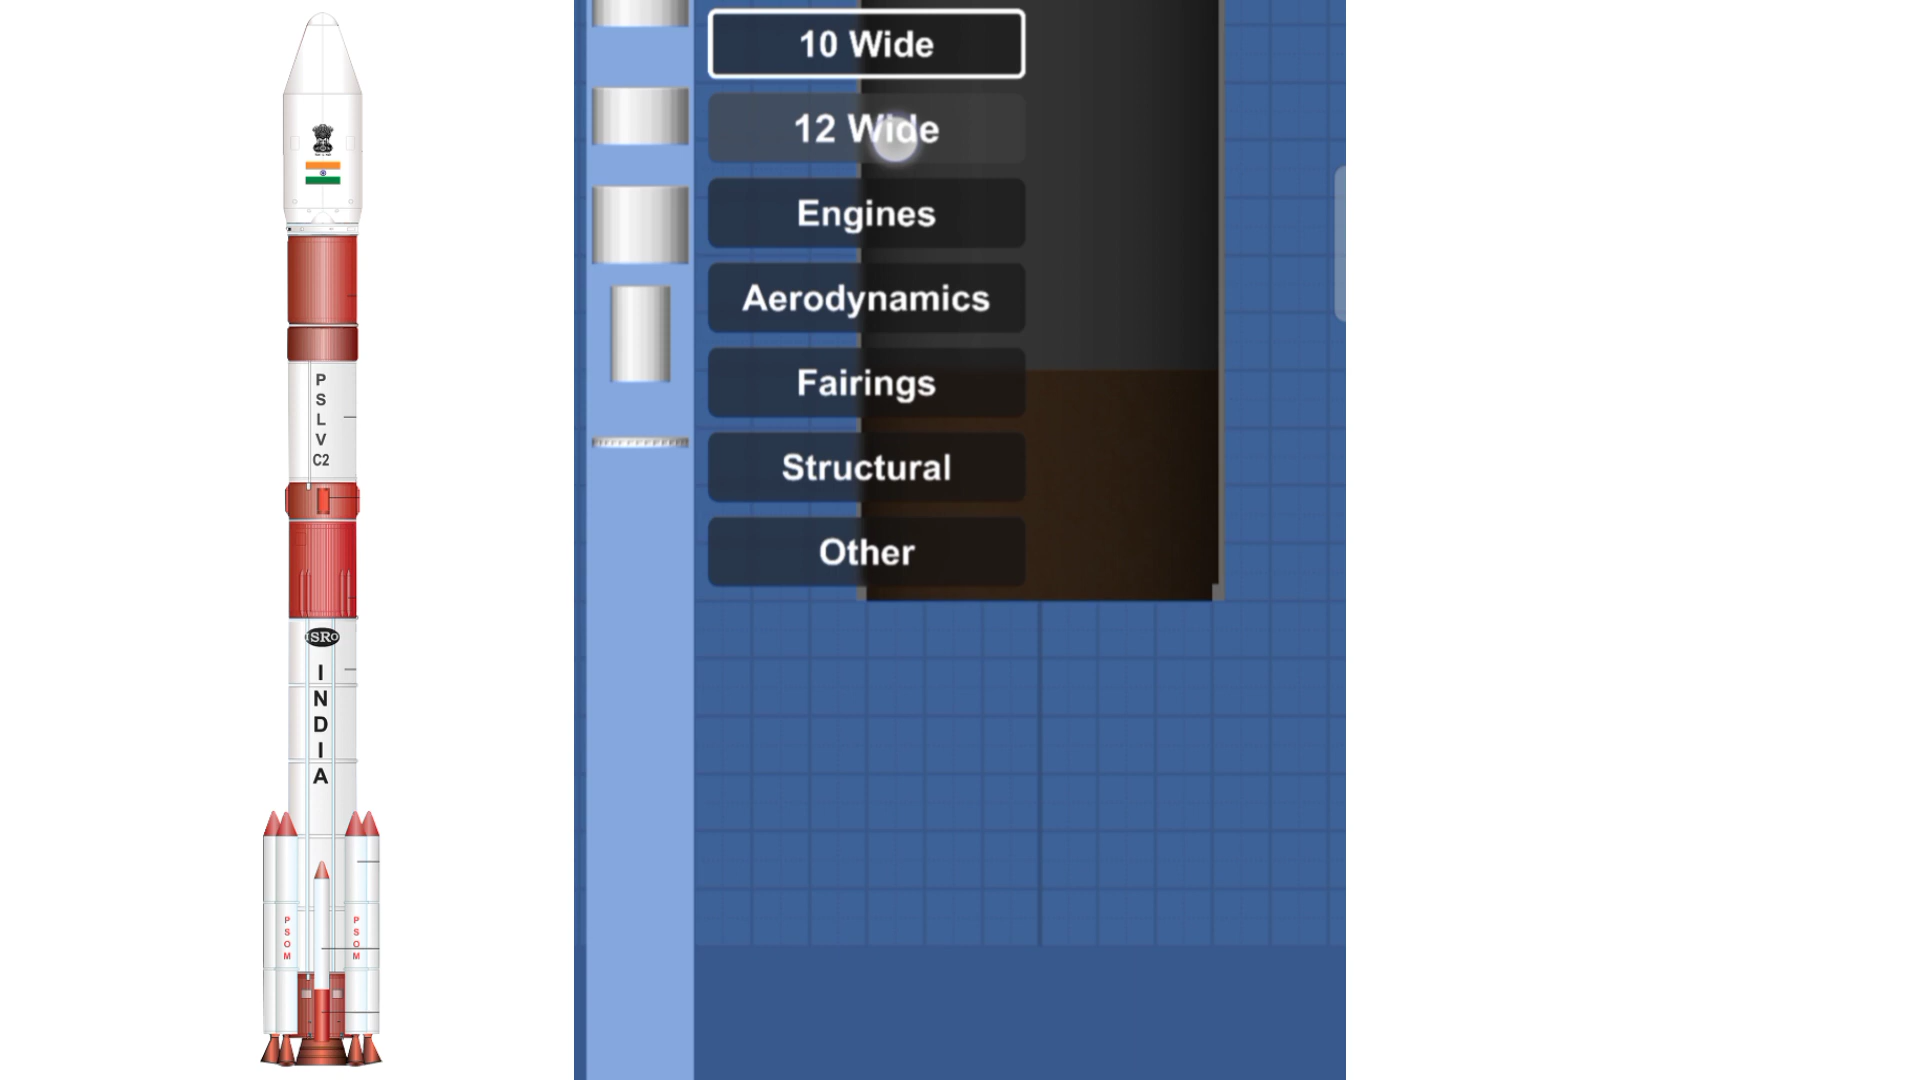 P
S
L
V
C2
ISRO
I
N
D
I
A
P
S
O
M
P
S
O
M
10 Wide
12 Wide
Engines
Aerodynamics
Fairings
Structural
Other